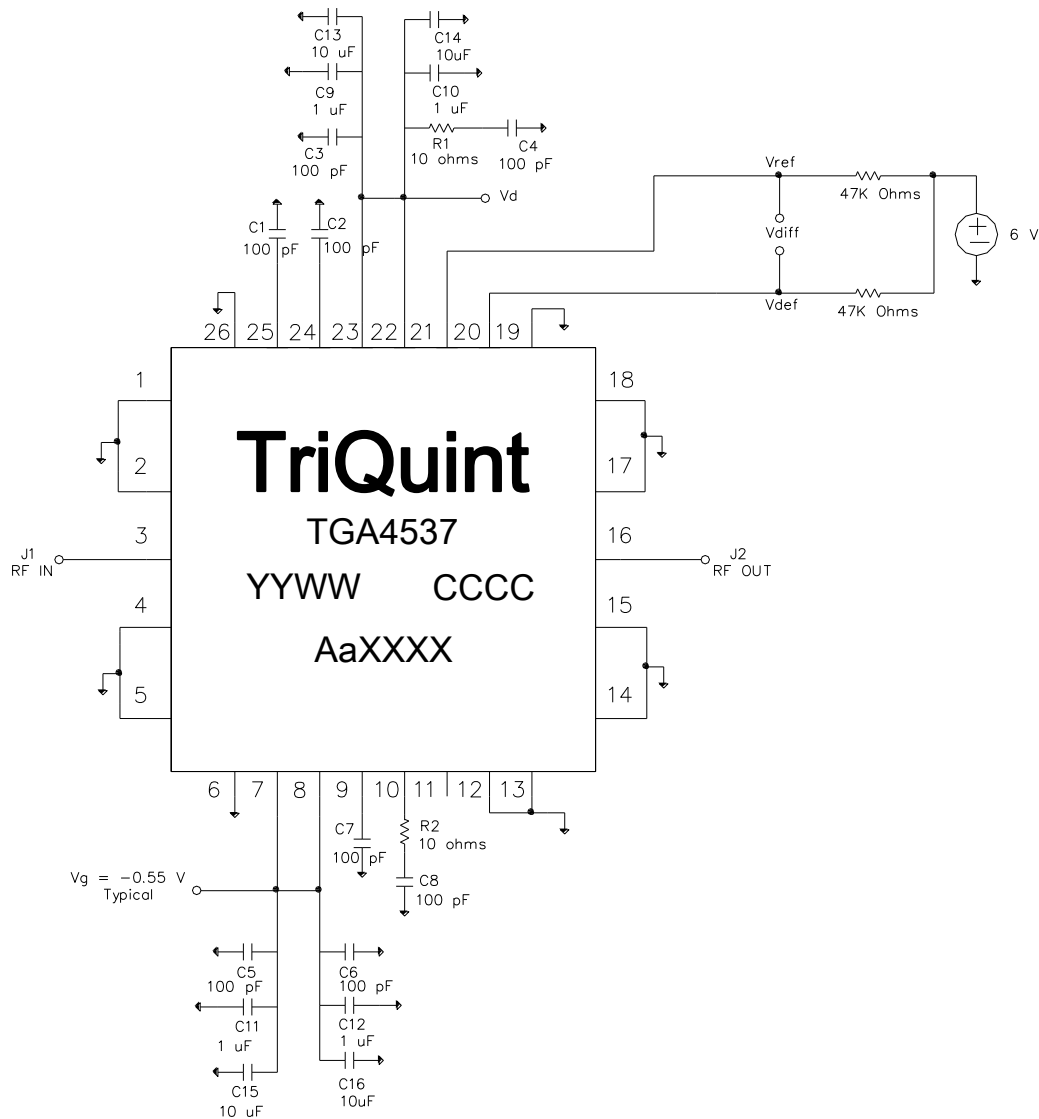 C13
10 uF
C9
1 uF
C3
100 pF
C14
10uF
C10
1 uF
R1
10 ohms
C4
100 pF
Vd
C1
100 pF
C2
100 pF
Vref
47K Ohms
Vdiff
Vdef
47K Ohms
6 V
26 25 24 23 22 21 20 19
1
2
3
4
5
18
17
16
15
14
TriQuint
TGA4537
YYWW CCCC
AaXXXX
J1
RF IN
J2
RF OUT
6 7 8 9 10 11 12 13
C7
100 pF
R2
10 ohms
C8
100 pF
Vg = -0.55 V
Typical
C5
100 pF
C11
1 uF
C15
10 uF
C6
100 pF
C12
1 uF
C16
10uF